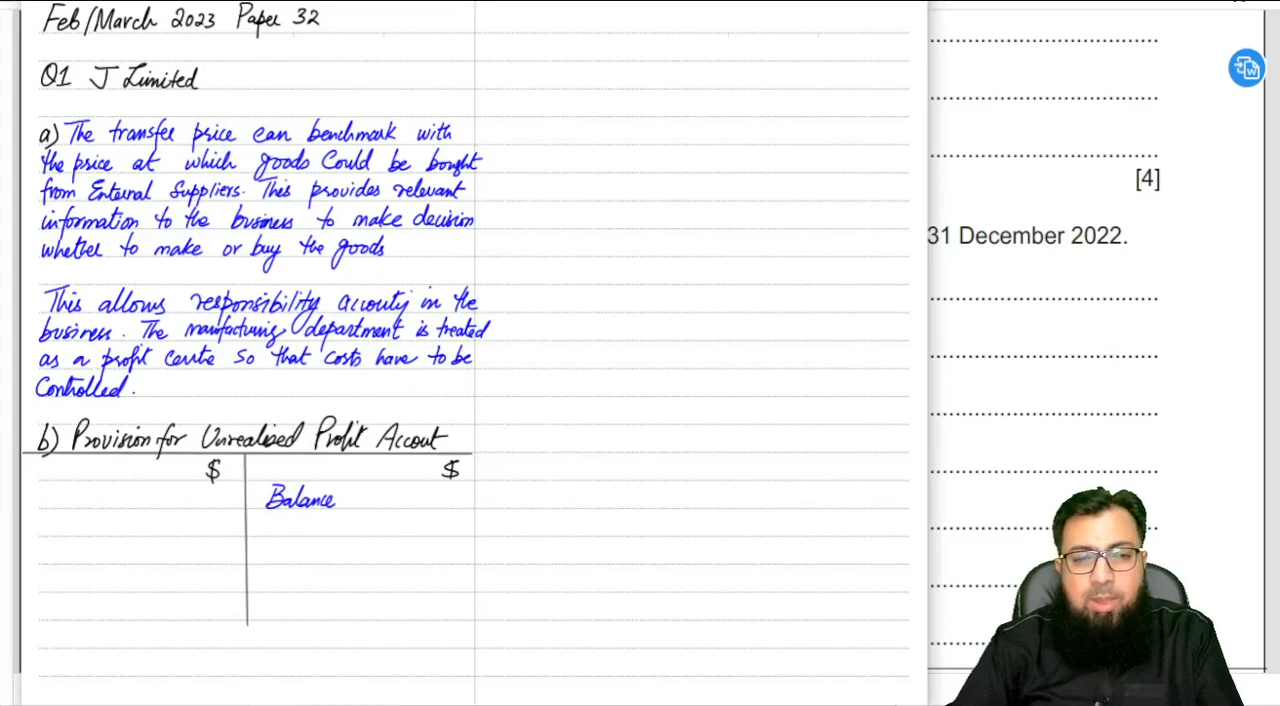 Feb/March 2023 Paper 32
Q1 J Limited
a) The transfer price can benchmark with
the price at which goods could be bought
from External Suppliers. This provides relevant
information to the business to make decision
whether to make or buy the goods
[4]
31 December 2022.
This allows responsibility accouty in the
business. The manufacturing department is treated
as a profit centre so that costs have to be
Controlled.
b) Provision for Unrealised Profit Account
$ $
Balance